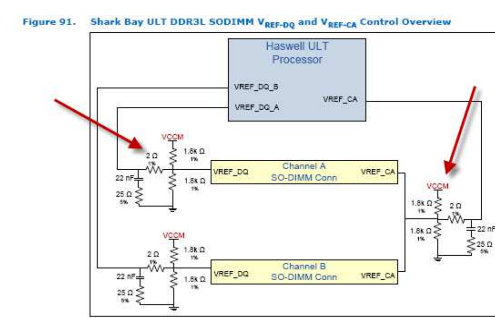 Figure 91. Shark Bay ULT DDR3L SODIMM VREF-DQ and VREF-CA Control Overview
Haswell ULT
Processor
VREF_DQ_B
VREF_DQ_A
VREF_CA
VCCM
2 Ω
1%
1.8k Ω
1%
22 nF
1.8k Ω
1%
25 Ω
5%
VREF_DQ
Channel A
SO-DIMM Conn
VREF_CA
VCCM
1.8k Ω
1%
2 Ω
1%
1.8k Ω
1%
22 nF
25 Ω
5%
VCCM
2 Ω
1%
1.8k Ω
1%
22 nF
1.8k Ω
1%
25 Ω
5%
VREF_DQ
Channel B
SO-DIMM Conn
VREF_CA